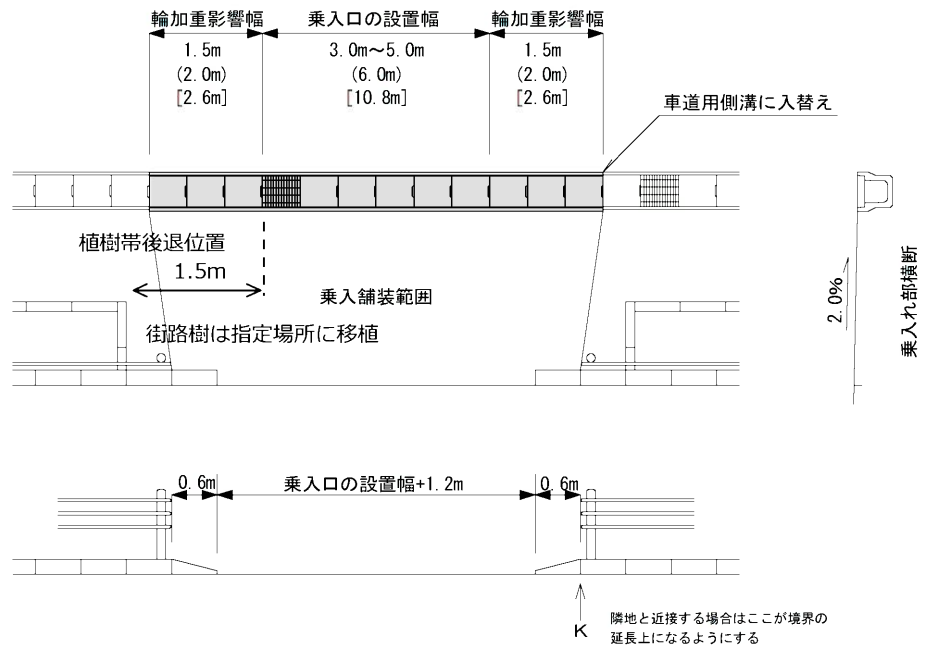 輪加重影響幅
乗入口の設置幅
輪加重影響幅
1.5m
(2.0m)
[2.6m]
3.0m～5.0m
(6.0m)
[10.8m]
1.5m
(2.0m)
[2.6m]
車道用側溝に入替え
植樹帯後退位置
1.5m
乗入舗装範囲
街路樹は指定場所に移植
2.0%
乗入れ部横断
0.6m
乗入口の設置幅+1.2m
0.6m
K
隣地と近接する場合はここが境界の
延長上になるようにする